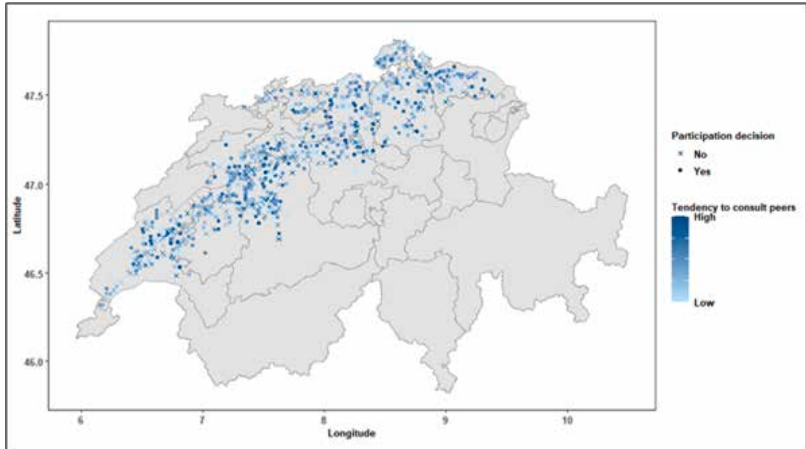 47.5
47.0
46.5
46.0
Latitude
6
7
8
9
10
Longitude
Participation decision
No
Yes
Tendency to consult peers
High
Low